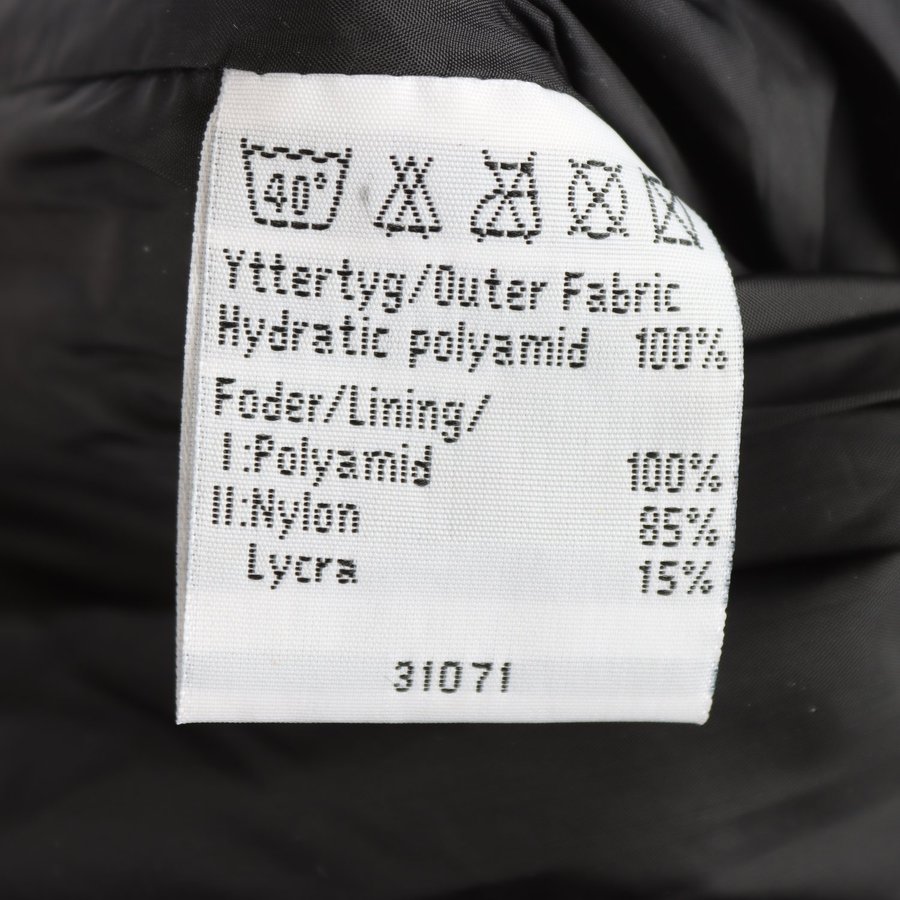 40°
Yttertyg/Outer Fabric
Hydratic polyamid 100%
Foder/Lining/
I:Polyamid 100%
II:Nylon 85%
Lycra 15%
31071